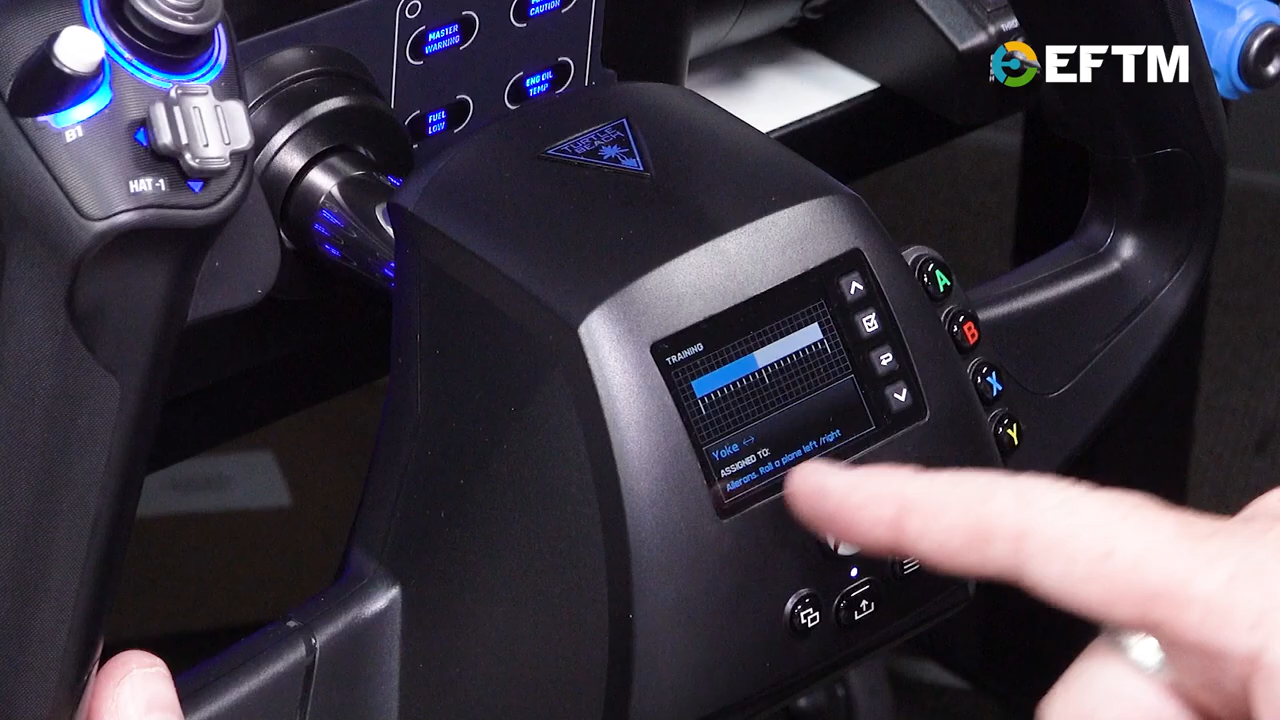 CAUTION
MASTER
WARNING
ENG OIL
TEMP
FUEL
LOW
EFTM
B1
HAT-1
TURTLE
BEACH
TRAINING
Yoke ↔
ASSIGNED TO:
Ailerons. Roll a plane left /right
A
B
X
Y